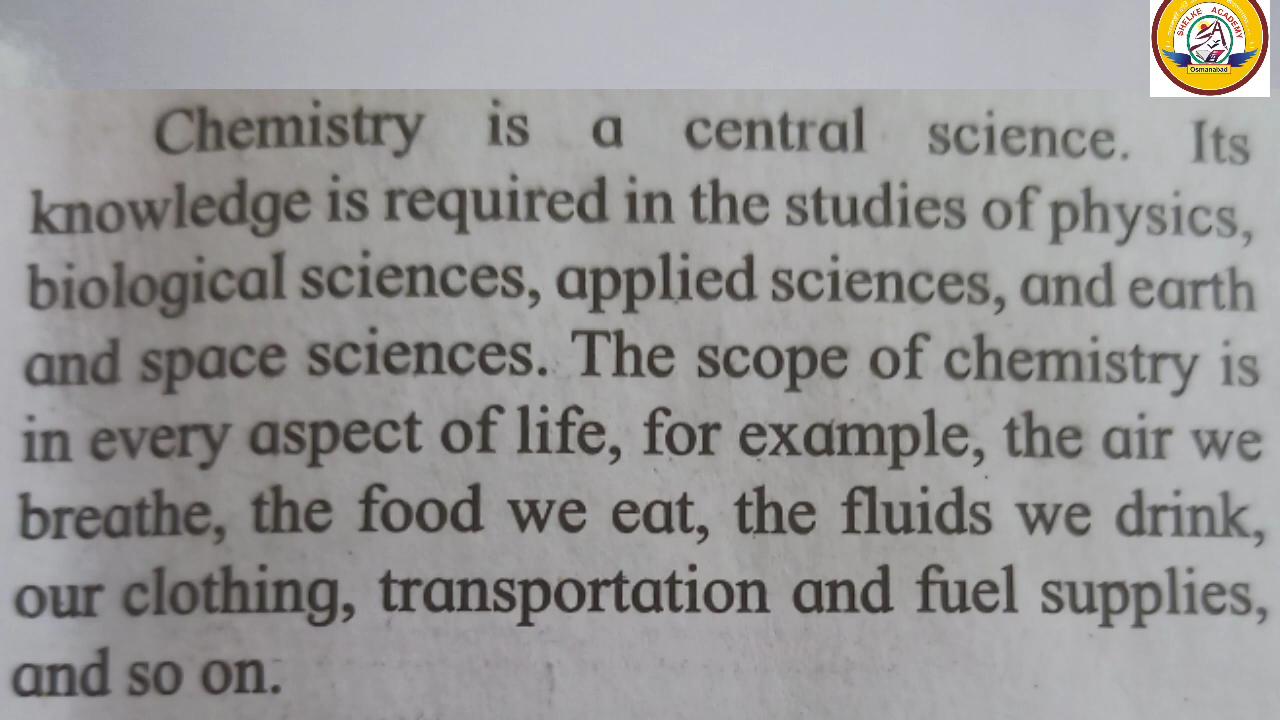 SHELKE ACADEMY
Osmanabad
Chemistry is a central science. Its
knowledge is required in the studies of physics,
biological sciences, applied sciences, and earth
and space sciences. The scope of chemistry is
in every aspect of life, for example, the air we
breathe, the food we eat, the fluids we drink,
our clothing, transportation and fuel supplies,
and so on.